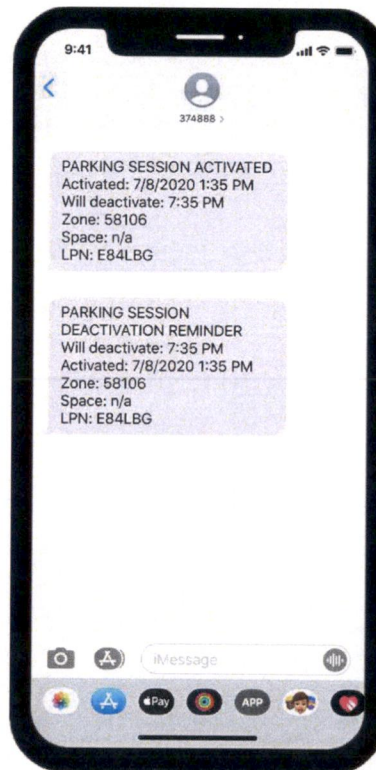 9:41
374888 >
PARKING SESSION ACTIVATED
Activated: 7/8/2020 1:35 PM
Will deactivate: 7:35 PM
Zone: 58106
Space: n/a
LPN: E84LBG
PARKING SESSION
DEACTIVATION REMINDER
Will deactivate: 7:35 PM
Activated: 7/8/2020 1:35 PM
Zone: 58106
Space: n/a
LPN: E84LBG
iMessage
Pay
APP